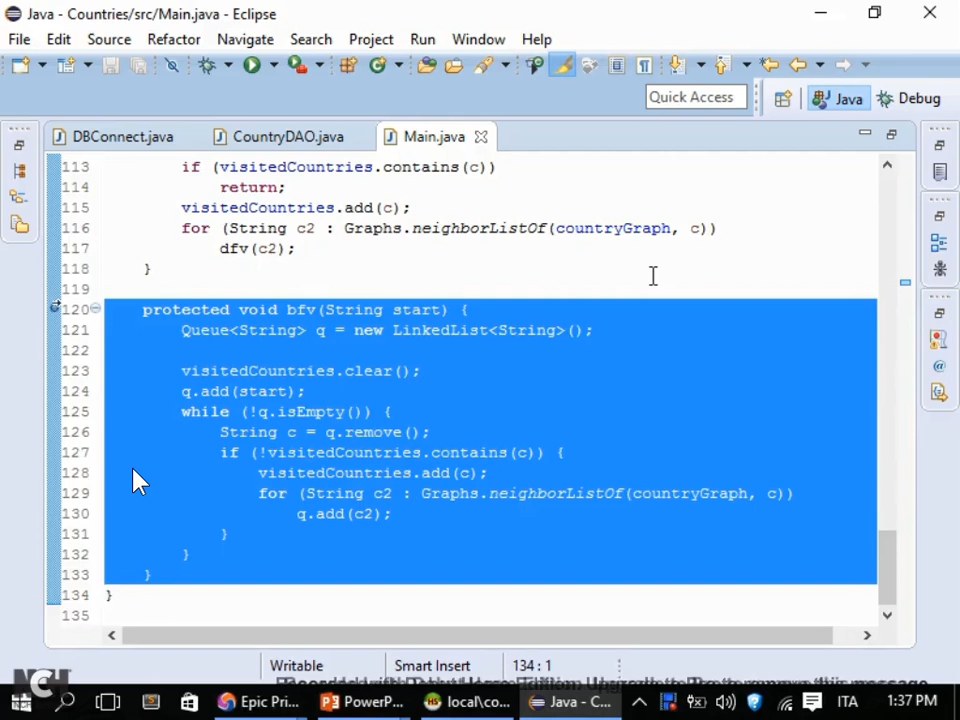 Java - Countries/src/Main.java - Eclipse
File Edit Source Refactor Navigate Search Project Run Window Help
Quick Access Java Debug
DBConnect.java CountryDAO.java Main.java
113 if (visitedCountries.contains(c))
114 return;
115 visitedCountries.add(c);
116 for (String c2 : Graphs.neighborListOf(countryGraph, c))
117 dfv(c2);
118 }
119
120 protected void bfv(String start) {
121 Queue<String> q = new LinkedList<String>();
122
123 visitedCountries.clear();
124 q.add(start);
125 while (!q.isEmpty()) {
126 String c = q.remove();
127 if (!visitedCountries.contains(c)) {
128 visitedCountries.add(c);
129 for (String c2 : Graphs.neighborListOf(countryGraph, c))
130 q.add(c2);
131 }
132 }
133 }
134 }
135
Writable Smart Insert 134 : 1
NCH
Epic Pri... PowerP... local\co... Java - C... ITA 1:37 PM